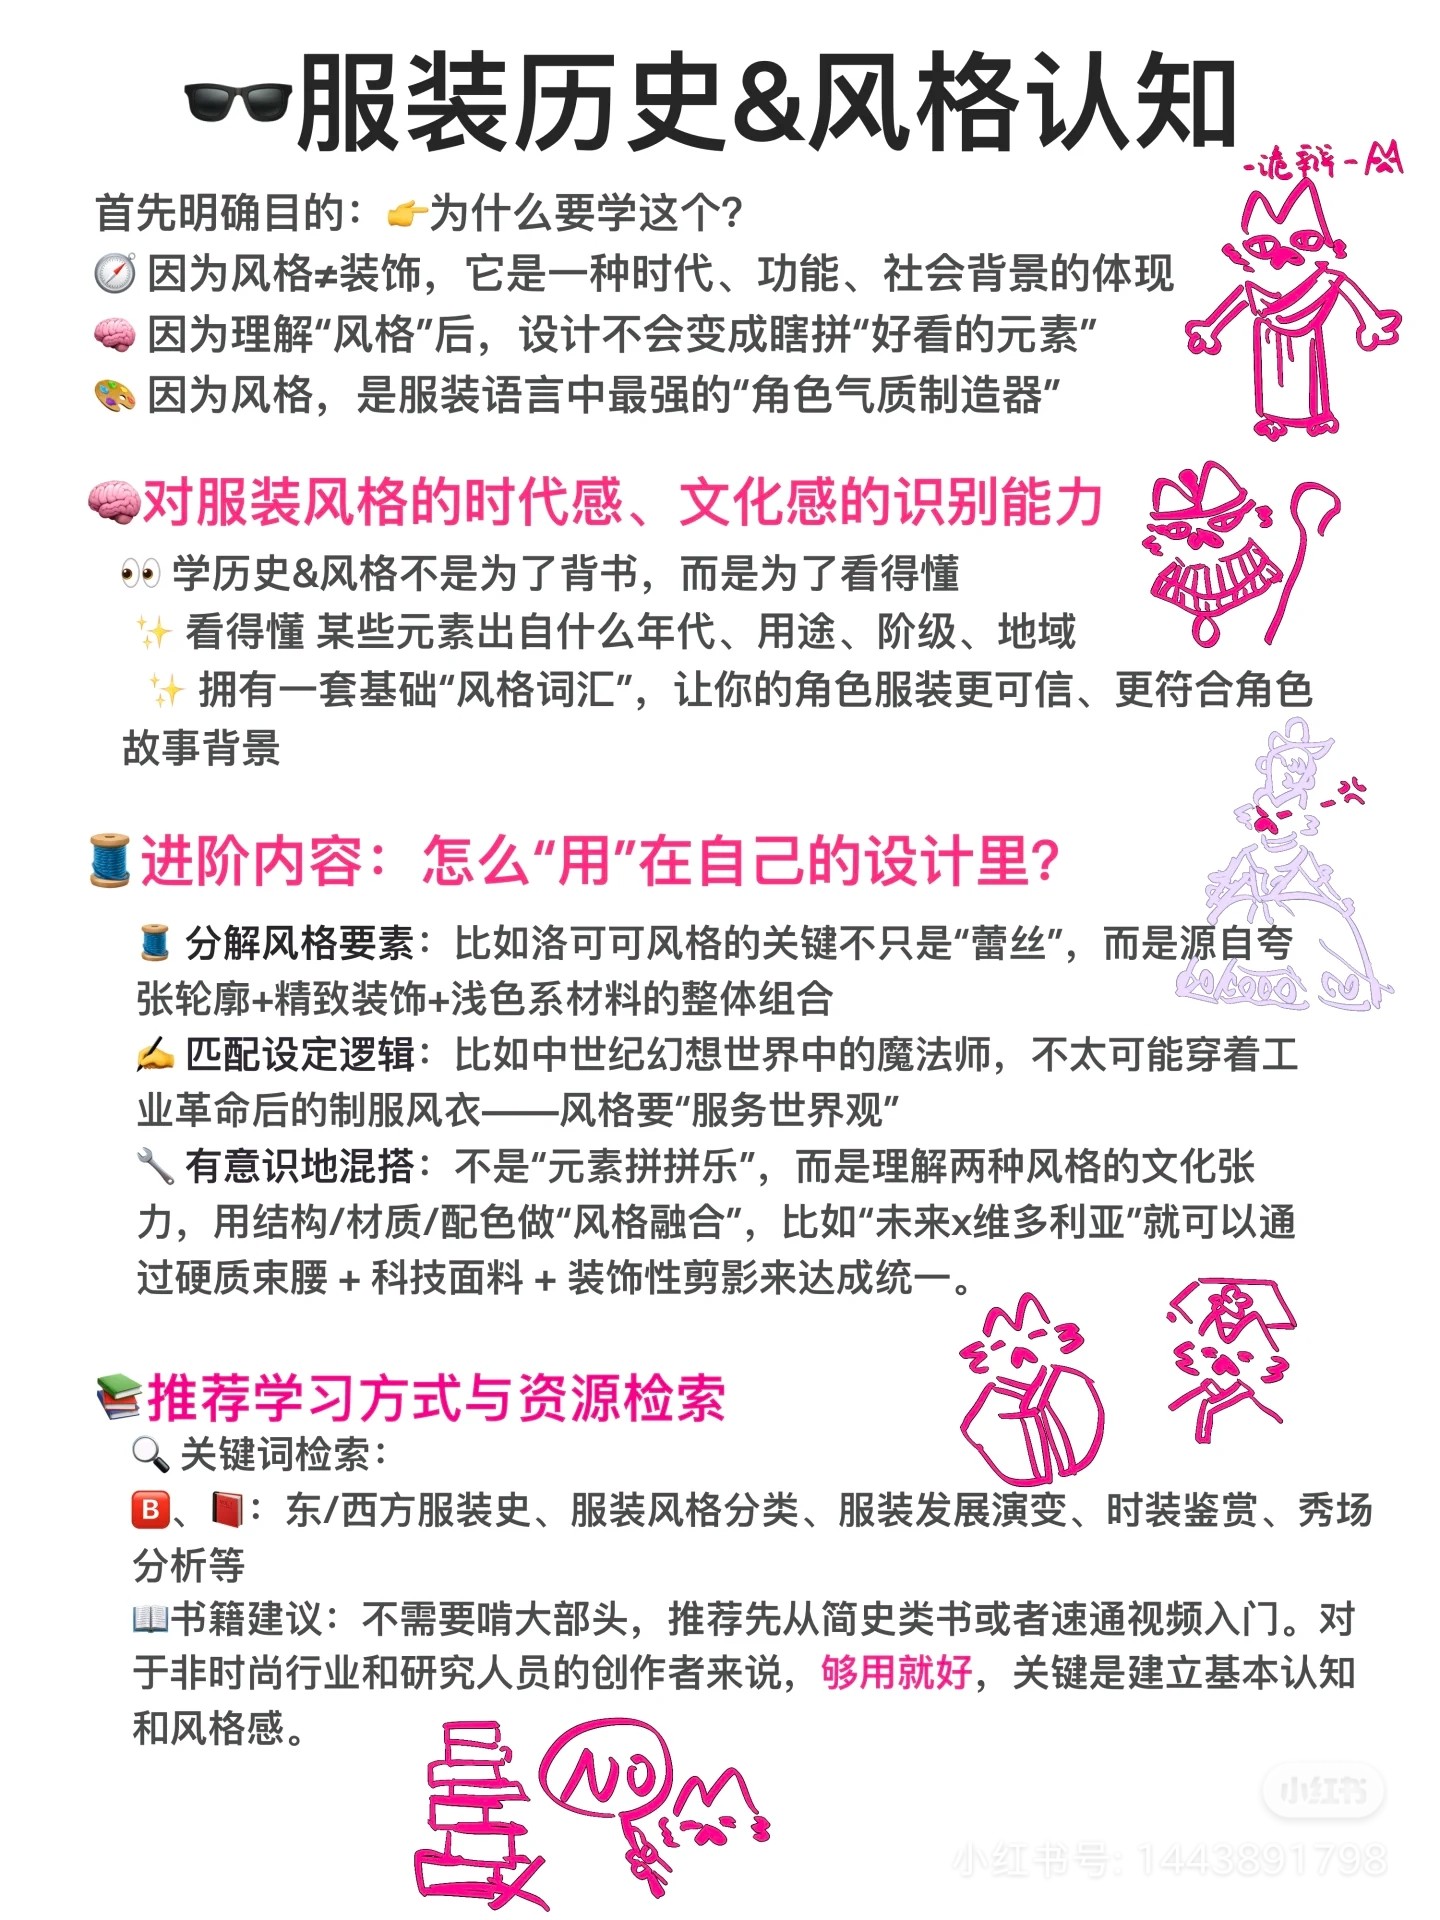 🕶️服装历史&风格认知
-诡辩-
首先明确目的：👉为什么要学这个？
🧭 因为风格≠装饰，它是一种时代、功能、社会背景的体现
🧠 因为理解“风格”后，设计不会变成瞎拼“好看的元素”
🎨 因为风格，是服装语言中最强的“角色气质制造器”
🧠对服装风格的时代感、文化感的识别能力
👀 学历史&风格不是为了背书，而是为了看得懂
✨ 看得懂 某些元素出自什么年代、用途、阶级、地域
✨ 拥有一套基础“风格词汇”，让你的角色服装更可信、更符合角色
故事背景
🧵进阶内容：怎么“用”在自己的设计里？
🧵 分解风格要素：比如洛可可风格的关键不只是“蕾丝”，而是源自夸
张轮廓+精致装饰+浅色系材料的整体组合
✍️ 匹配设定逻辑：比如中世纪幻想世界中的魔法师，不太可能穿着工
业革命后的制服风衣——风格要“服务世界观”
🔧 有意识地混搭：不是“元素拼拼乐”，而是理解两种风格的文化张
力，用结构/材质/配色做“风格融合”，比如“未来x维多利亚”就可以通
过硬质束腰 + 科技面料 + 装饰性剪影来达成统一。
📚推荐学习方式与资源检索
🔍 关键词检索：
🅱️、📕：东/西方服装史、服装风格分类、服装发展演变、时装鉴赏、秀场
分析等
📖书籍建议：不需要啃大部头，推荐先从简史类书或者速通视频入门。对
于非时尚行业和研究人员的创作者来说，够用就好，关键是建立基本认知
和风格感。
NO
小红书
小红书号: 1443891798